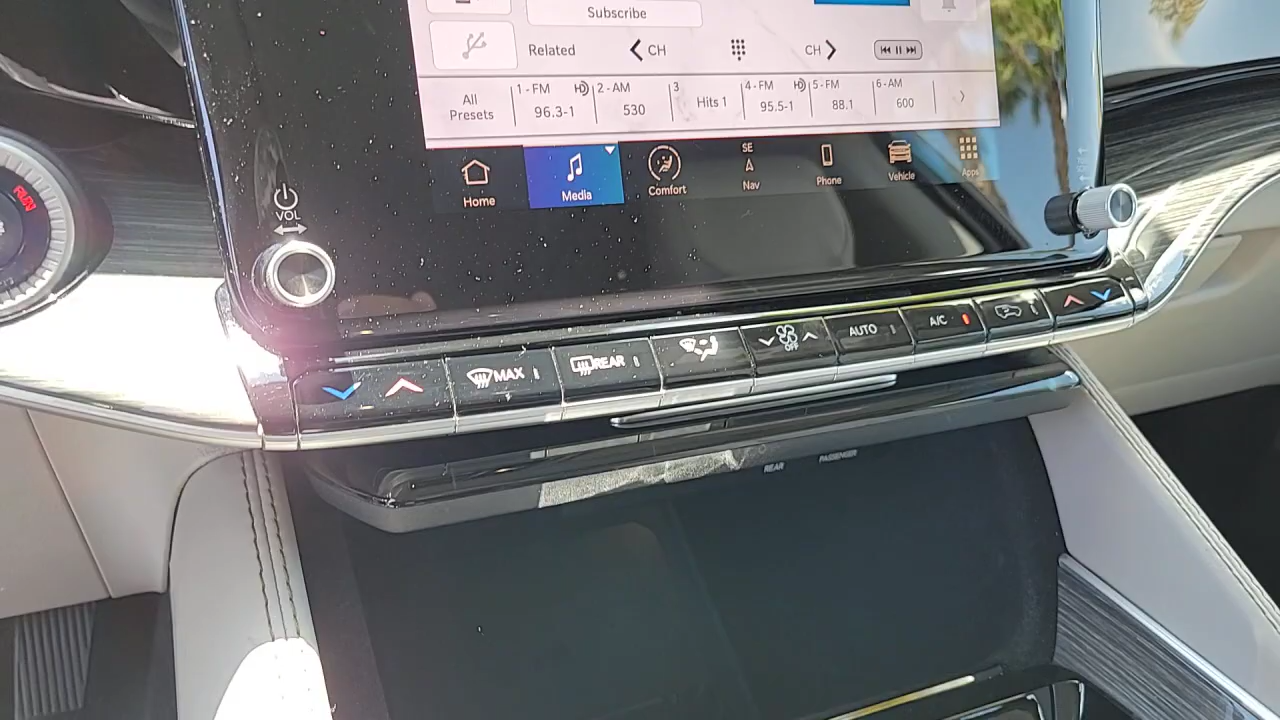 Subscribe
Related
CH
CH
All Presets
1 - FM HD
96.3-1
2 - AM
530
3
Hits 1
4 - FM HD
95.5-1
5 - FM
88.1
6 - AM
600
Home
Media
Comfort
SE
Nav
Phone
Vehicle
Apps
RUN
VOL
MAX
REAR
OFF
AUTO
A/C
REAR
PASSENGER